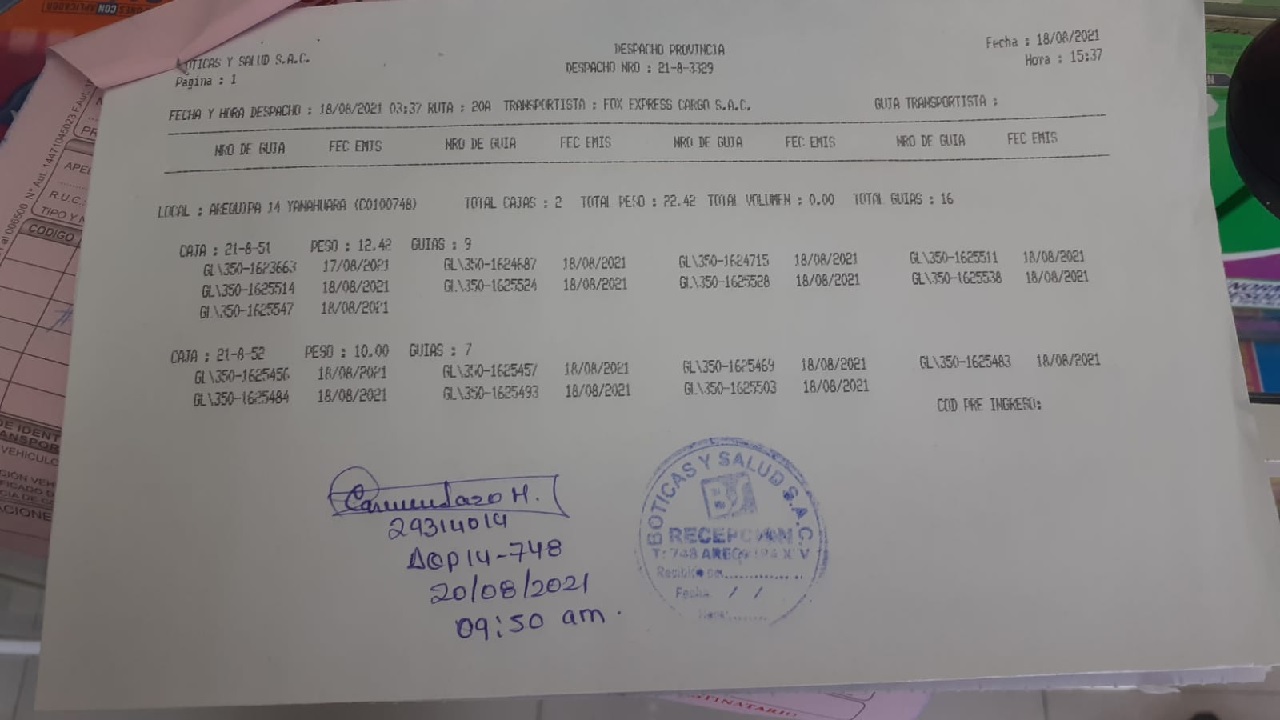 BOTICAS Y SALUD S.A.C.
Pagina : 1
DESPACHO PROVINCIA
DESPACHO NRO : 21-8-3329
Fecha : 18/08/2021
Hora : 15:37
FECHA Y HORA DESPACHO : 18/08/2021 03:37 RUTA : 20A TRANSPORTISTA : FOX EXPRESS CARGO S.A.C. GUIA TRANSPORTISTA :
NRO DE GUIA FEC EMIS NRO DE GUIA FEC EMIS NRO DE GUIA FEC EMIS NRO DE GUIA FEC EMIS
LOCAL : AREQUIPA 14 YANAHUARA (C0100748) TOTAL CAJAS : 2 TOTAL PESO : 22.42 TOTAL VOLUMEN : 0.00 TOTAL GUIAS : 16
CAJA : 21-8-51 PESO : 12.42 GUIAS : 9
GL\350-1623663 17/08/2021 GL\350-1624687 18/08/2021 GL\350-1624715 18/08/2021 GL\350-1625511 18/08/2021
GL\350-1625514 18/08/2021 GL\350-1625524 18/08/2021 GL\350-1625528 18/08/2021 GL\350-1625538 18/08/2021
GL\350-1625547 18/08/2021
CAJA : 21-8-52 PESO : 10.00 GUIAS : 7
GL\350-1625456 18/08/2021 GL\350-1625457 18/08/2021 GL\350-1625469 18/08/2021 GL\350-1625483 18/08/2021
GL\350-1625484 18/08/2021 GL\350-1625493 18/08/2021 GL\350-1625503 18/08/2021
COD PRE INGRESO:
H.
29314014
AQP14-748
20/08/2021
09:50 am.
BOTICAS Y SALUD S.A.C.
RECEPCION
T: 748 AREQUIPA X V
Fecha / /
CODIGO
R.U.C.